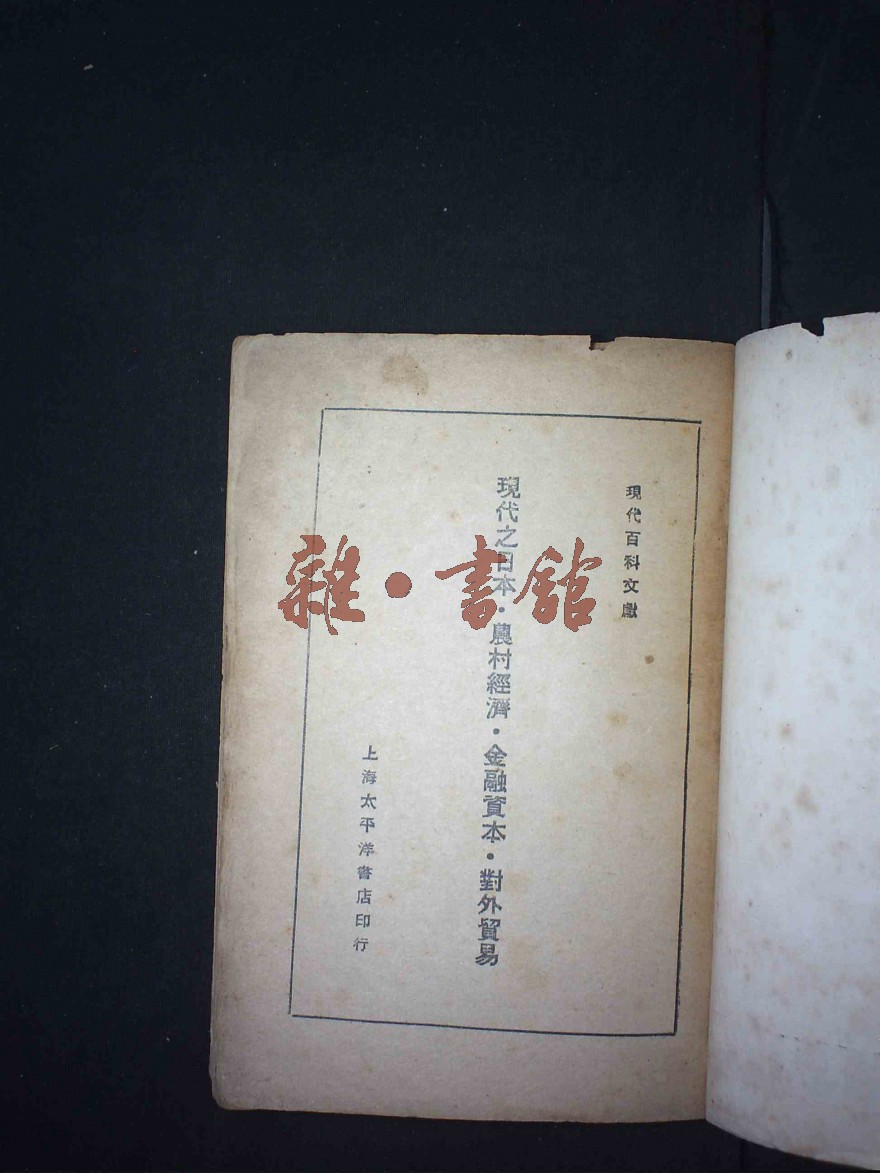 現代百科文獻
現代之日本・農村經濟・金融資本・對外貿易
上海太平洋書店印行
雜・書館